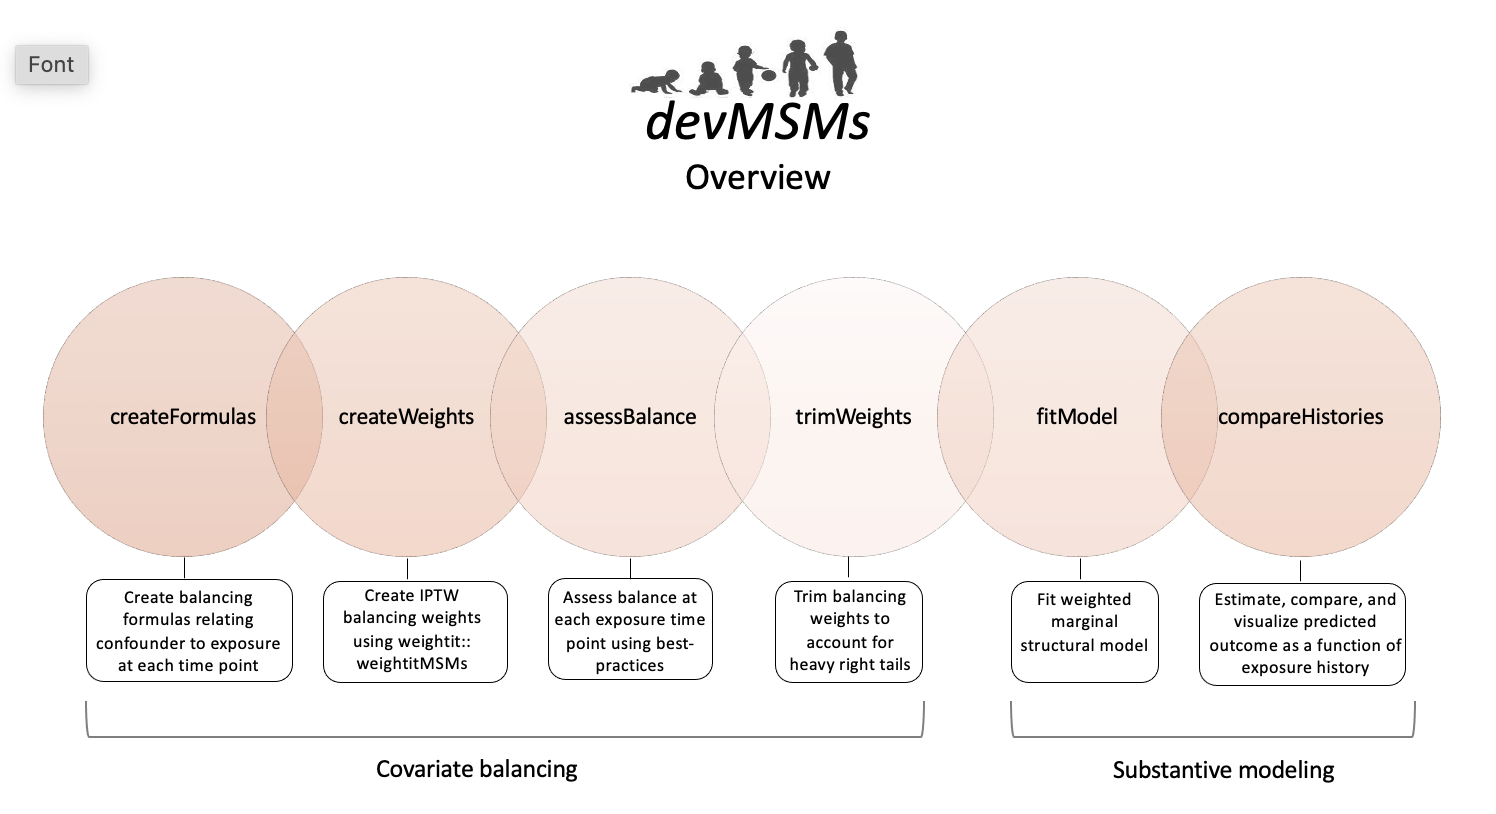 Font
devMSMs
Overview
createFormulas
createWeights
assessBalance
trimWeights
fitModel
compareHistories
Create balancing
formulas relating
confounder to exposure
at each time point
Create IPTW
balancing weights
using weightit::
weightitMSMs
Assess balance at
each exposure time
point using best-
practices
Trim balancing
weights to
account for
heavy right tails
Fit weighted
marginal
structural model
Estimate, compare, and
visualize predicted
outcome as a function of
exposure history
Covariate balancing
Substantive modeling